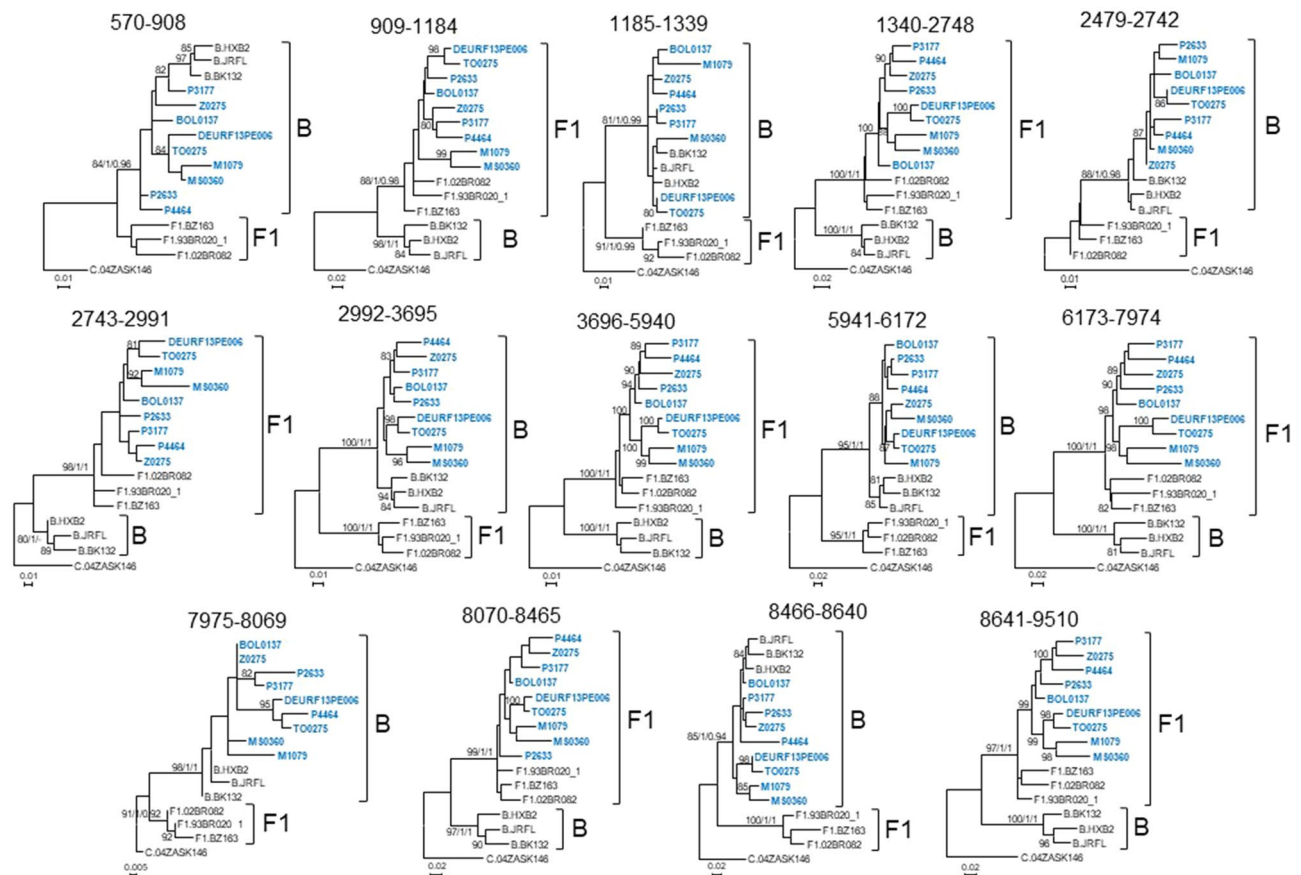 570-908
85
B.HXB2
97
B.JRFL
82
B.BK132
P3177
Z0275
BOL0137
DEURF13PE006
84
TO0275
M1079
84/1/0.96
MS0360
P2633
P4464
F1.BZ163
F1.93BR020_1
F1.02BR082
C.04ZASK146
0.01
B
F1
909-1184
98
DEURF13PE006
TO0275
P2633
BOL0137
Z0275
80
P3177
P4464
M1079
99
MS0360
88/1/0.98
F1.02BR082
F1.93BR020_1
F1.BZ163
B.BK132
98/1/1
B.HXB2
84
B.JRFL
C.04ZASK146
0.02
F1
B
1185-1339
BOL0137
M1079
Z0275
P4464
P2633
81/1/0.99
P3177
MS0360
B.BK132
B.JRFL
B.HXB2
DEURF13PE006
80
TO0275
F1.BZ163
91/1/0.99
F1.93BR020_1
92
F1.02BR082
C.04ZASK146
0.01
B
F1
1340-2748
P3177
90
P4464
Z0275
P2633
100
DEURF13PE006
TO0275
100
M1079
MS0360
BOL0137
100/1/1
F1.02BR082
F1.93BR020_1
F1.BZ163
B.BK132
100/1/1
B.HXB2
84
B.JRFL
C.04ZASK146
0.02
F1
B
2479-2742
P2633
M1079
BOL0137
DEURF13PE006
86
TO0275
P3177
87
P4464
MS0360
Z0275
88/1/0.98
B.BK132
B.HXB2
B.JRFL
F1.93BR020_1
F1.BZ163
F1.02BR082
C.04ZASK146
0.01
B
F1
2743-2991
81
DEURF13PE006
TO0275
92
M1079
MS0360
BOL0137
P2633
P3177
P4464
Z0275
98/1/1
F1.02BR082
F1.93BR020_1
F1.BZ163
B.HXB2
80/1/-
B.JRFL
89
B.BK132
C.04ZASK146
0.01
F1
B
2992-3695
P4464
83
Z0275
P3177
BOL0137
P2633
98
DEURF13PE006
TO0275
100/1/1
M1079
96
MS0360
B.BK132
94
B.HXB2
84
B.JRFL
100/1/1
F1.BZ163
F1.93BR020_1
F1.02BR082
C.04ZASK146
0.01
B
F1
3696-5940
89
P3177
P4464
90
Z0275
94
P2633
BOL0137
100
100
DEURF13PE006
TO0275
100
M1079
99
MS0360
100/1/1
F1.BZ163
F1.02BR082
F1.93BR020_1
100/1/1
B.HXB2
B.JRFL
B.BK132
C.04ZASK146
0.01
F1
B
5941-6172
BOL0137
P2633
P3177
P4464
88
Z0275
MS0360
DEURF13PE006
95/1/1
87
TO0275
M1079
81
B.HXB2
B.BK132
85
B.JRFL
F1.93BR020_1
95/1/1
F1.02BR082
F1.BZ163
C.04ZASK146
0.02
B
F1
6173-7974
P3177
89
P4464
Z0275
90
P2633
BOL0137
98
100
DEURF13PE006
TO0275
100/1/1
98
M1079
MS0360
F1.02BR082
F1.93BR020_1
82
F1.BZ163
100/1/1
B.BK132
B.HXB2
81
B.JRFL
C.04ZASK146
0.02
F1
B
7975-8069
BOL0137
Z0275
82
P2633
P3177
DEURF13PE006
95
P4464
TO0275
MS0360
M1079
98/1/1
B.HXB2
B.JRFL
B.BK132
91/1/0.92
F1.02BR082
F1.93BR020_1
92
F1.BZ163
C.04ZASK146
0.005
B
F1
8070-8465
P4464
Z0275
P3177
BOL0137
100
DEURF13PE006
TO0275
M1079
MS0360
99/1/1
P2633
F1.93BR020_1
F1.BZ163
F1.02BR082
B.HXB2
97/1/1
B.JRFL
90
B.BK132
C.04ZASK146
0.02
F1
B
8466-8640
B.JRFL
84
B.BK132
B.HXB2
BOL0137
P3177
P2633
Z0275
85/1/0.94
P4464
98
DEURF13PE006
TO0275
85
M1079
MS0360
F1.93BR020_1
100/1/1
F1.BZ163
F1.02BR082
C.04ZASK146
0.02
B
F1
8641-9510
P3177
100
Z0275
P4464
P2633
99
BOL0137
98
DEURF13PE006
TO0275
99
M1079
97/1/1
98
MS0360
F1.BZ163
F1.02BR082
F1.93BR020_1
100/1/1
B.BK132
B.HXB2
96
B.JRFL
C.04ZASK146
0.02
F1
B